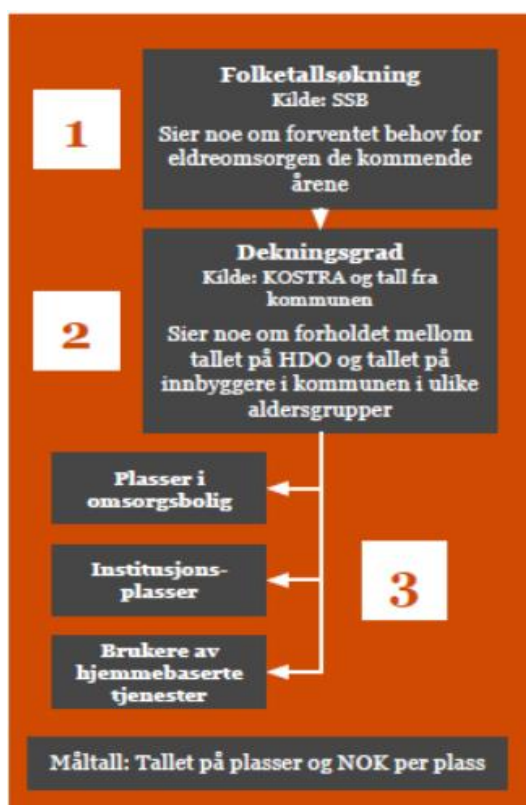 1
Folketallsøkning
Kilde: SSB
Sier noe om forventet behov for
eldreomsorgen de kommende
årene
2
Dekningsgrad
Kilde: KOSTRA og tall fra
kommunen
Sier noe om forholdet mellom
tallet på HDO og tallet på
innbyggere i kommunen i ulike
aldersgrupper
Plasser i
omsorgsbolig
Institusjons-
plasser
Brukere av
hjemmebaserte
tjenester
3
Måltall: Tallet på plasser og NOK per plass